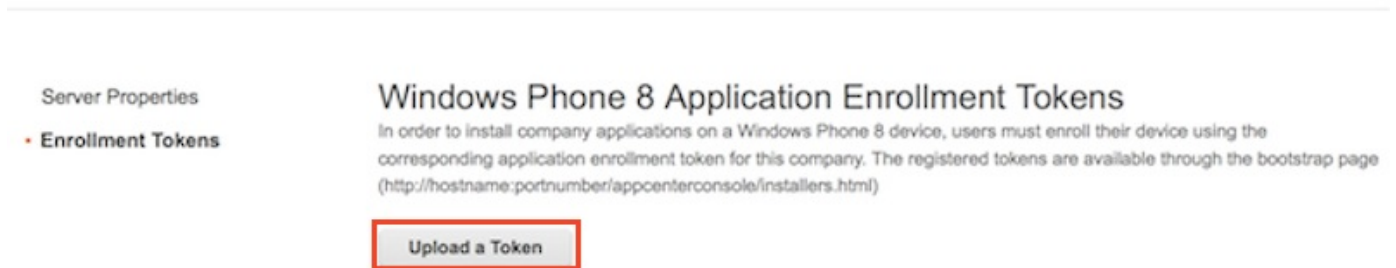 Server Properties
Enrollment Tokens
Windows Phone 8 Application Enrollment Tokens
In order to install company applications on a Windows Phone 8 device, users must enroll their device using the
corresponding application enrollment token for this company. The registered tokens are available through the bootstrap page
(http://hostname:portnumber/appcenterconsole/installers.html)
Upload a Token